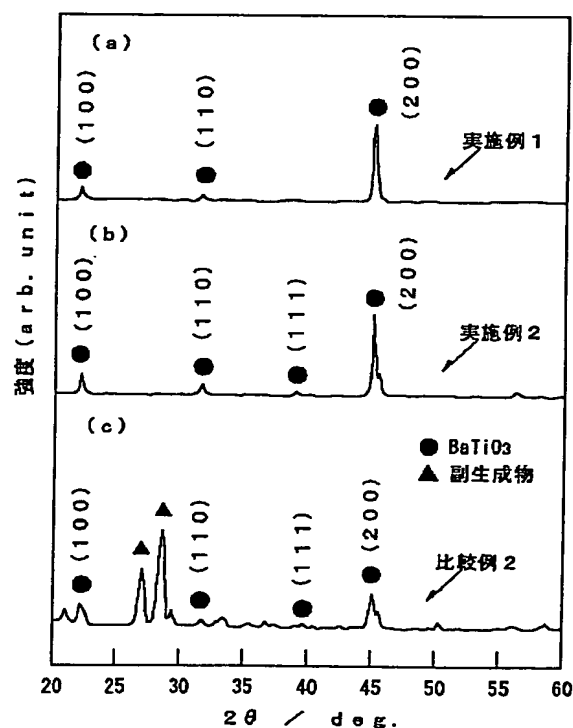 (a)
(100)
(110)
(200)
実施例1
(b)
(100)
(110)
(111)
(200)
実施例2
(c)
● BaTiO₃
▲ 副生成物
(100)
(110)
(111)
(200)
比較例2
強度(arb. unit)
20 25 30 35 40 45 50 55 60
2θ / deg.